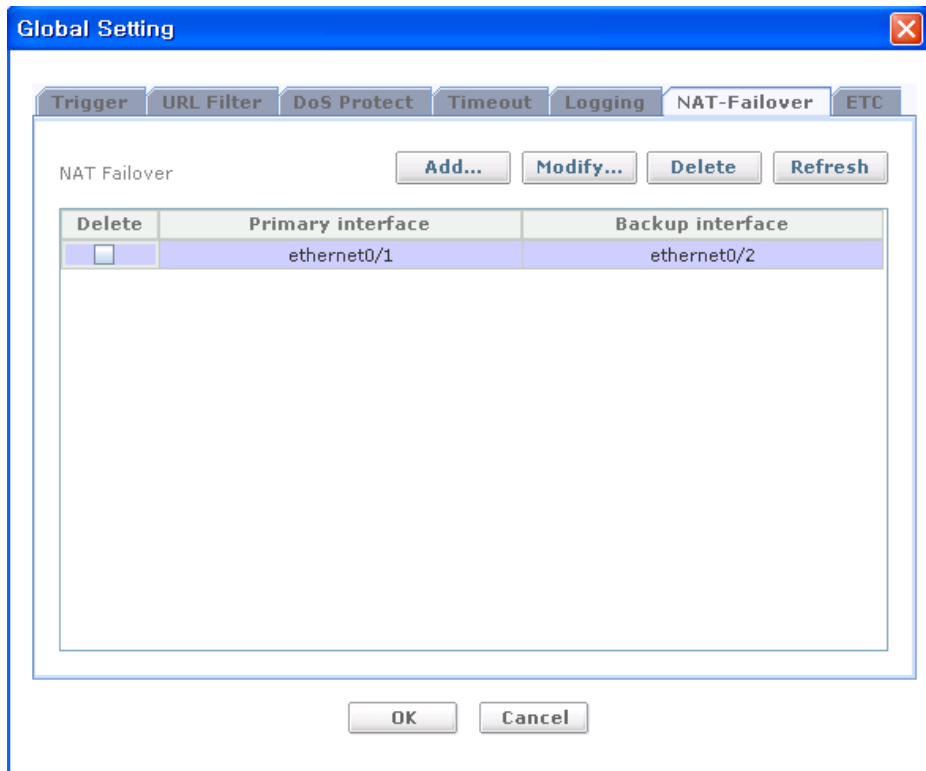 Global Setting
Trigger URL Filter DoS Protect Timeout Logging NAT-Failover ETC
NAT Failover Add... Modify... Delete Refresh
Delete Primary interface Backup interface
ethernet0/1 ethernet0/2
OK Cancel